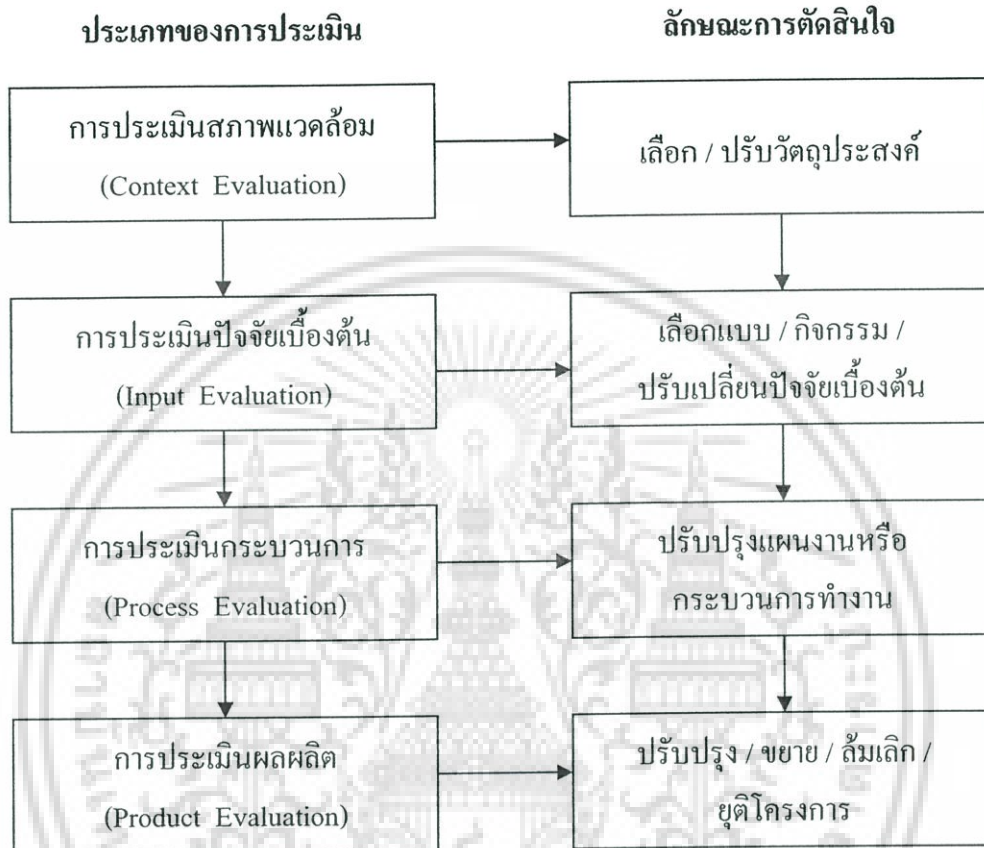 ประเภทของการประเมิน
ลักษณะการตัดสินใจ
การประเมินสภาพแวดล้อม
(Context Evaluation)
เลือก / ปรับวัตถุประสงค์
การประเมินปัจจัยเบื้องต้น
(Input Evaluation)
เลือกแบบ / กิจกรรม /
ปรับเปลี่ยนปัจจัยเบื้องต้น
การประเมินกระบวนการ
(Process Evaluation)
ปรับปรุงแผนงานหรือ
กระบวนการทำงาน
การประเมินผลผลิต
(Product Evaluation)
ปรับปรุง / ขยาย / ล้มเลิก /
ยุติโครงการ